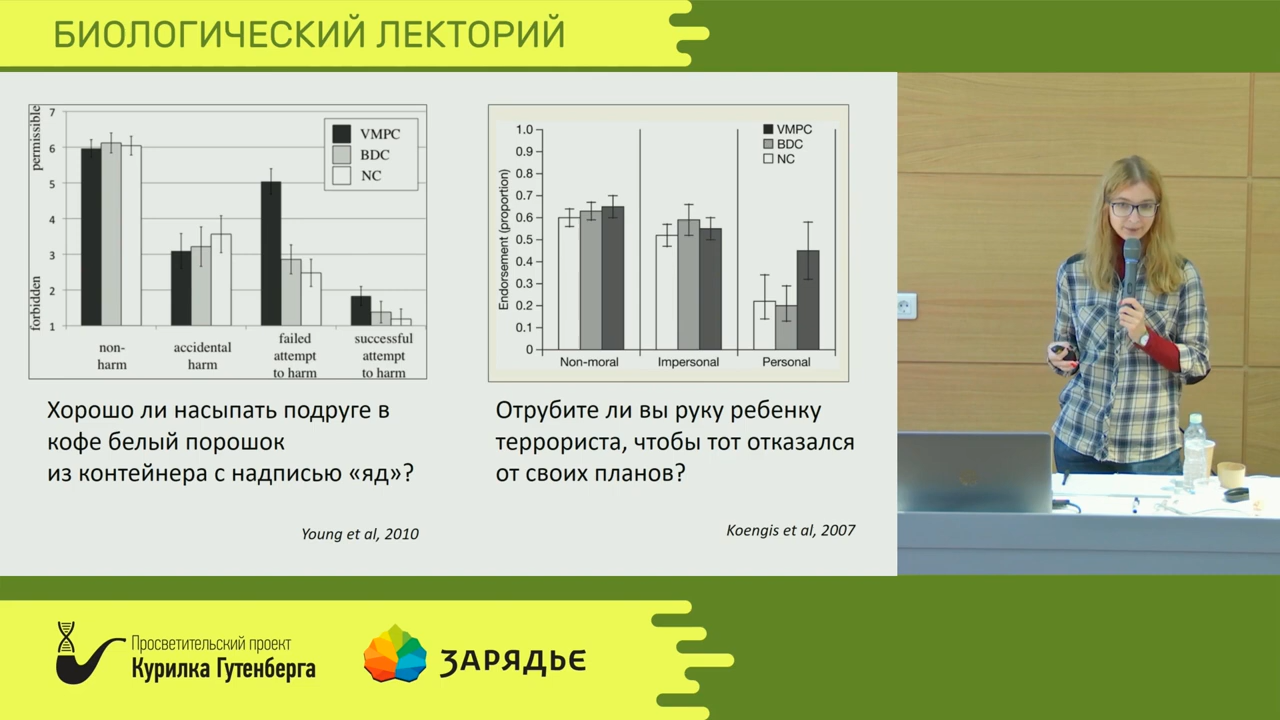 БИОЛОГИЧЕСКИЙ ЛЕКТОРИЙ
permissible
forbidden
7
6
5
4
3
2
1
VMPC
BDC
NC
non-
harm
accidental
harm
failed
attempt
to harm
successful
attempt
to harm
Хорошо ли насыпать подруге в
кофе белый порошок
из контейнера с надписью «яд»?
Young et al, 2010
Endorsement (proportion)
1.0
0.9
0.8
0.7
0.6
0.5
0.4
0.3
0.2
0.1
0
VMPC
BDC
NC
Non-moral
Impersonal
Personal
Отрубите ли вы руку ребенку
террориста, чтобы тот отказался
от своих планов?
Koengis et al, 2007
Просветительский проект
Курилка Гутенберга
ЗАРЯДЬЕ